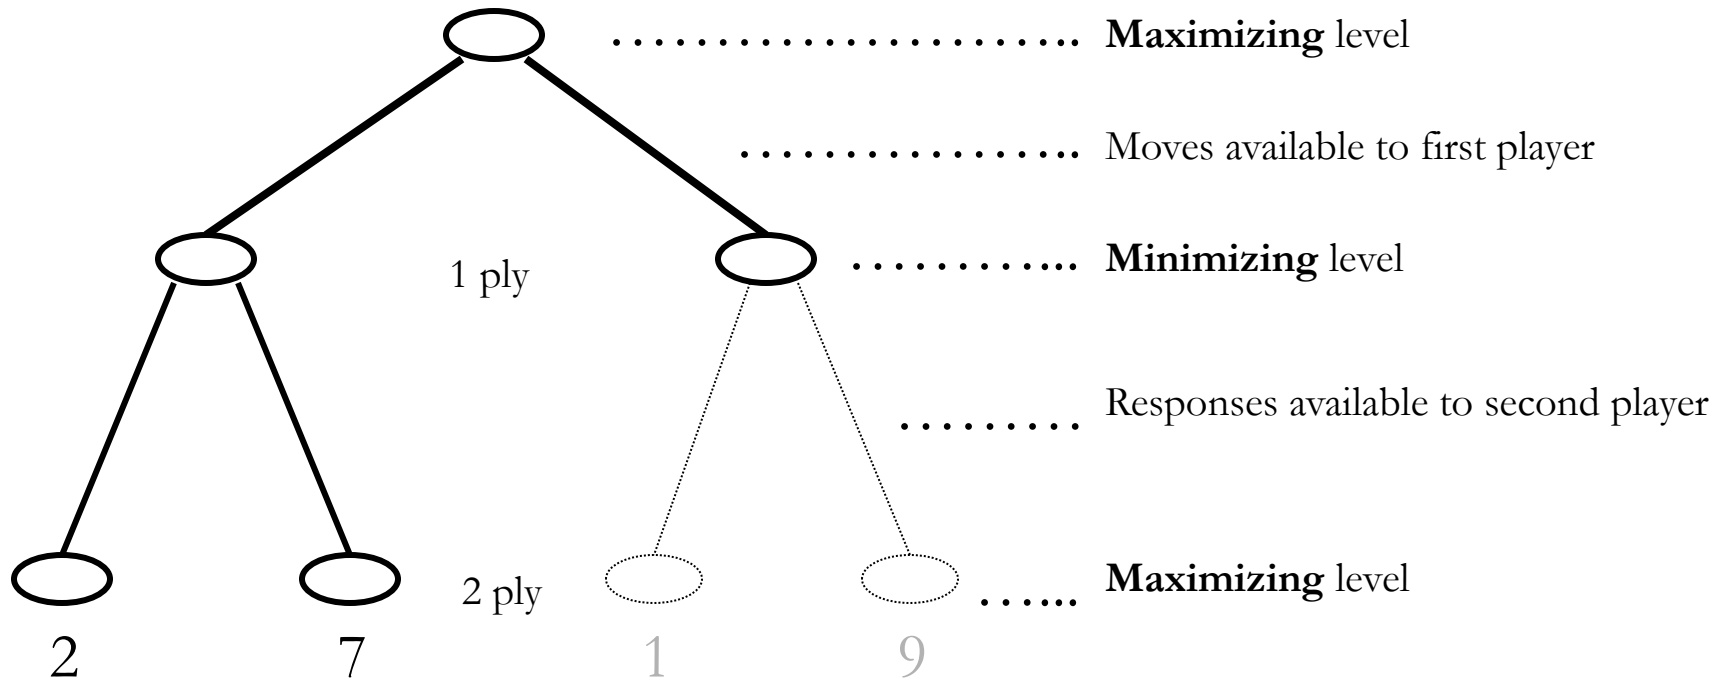 Maximizing level
Moves available to first player
1 ply
Minimizing level
Responses available to second player
2 ply
Maximizing level
2 7 1 9